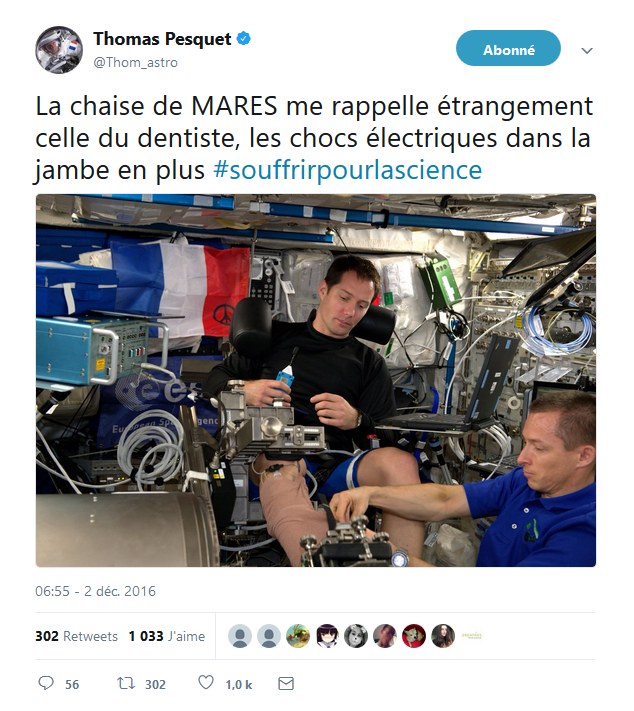 Thomas Pesquet
@Thom_astro
Abonné
La chaise de MARES me rappelle étrangement
celle du dentiste, les chocs électriques dans la
jambe en plus #souffrirpourlascience
esa
European Space Agency
06:55 - 2 déc. 2016
302 Retweets 1 033 J'aime
56 302 1,0 k